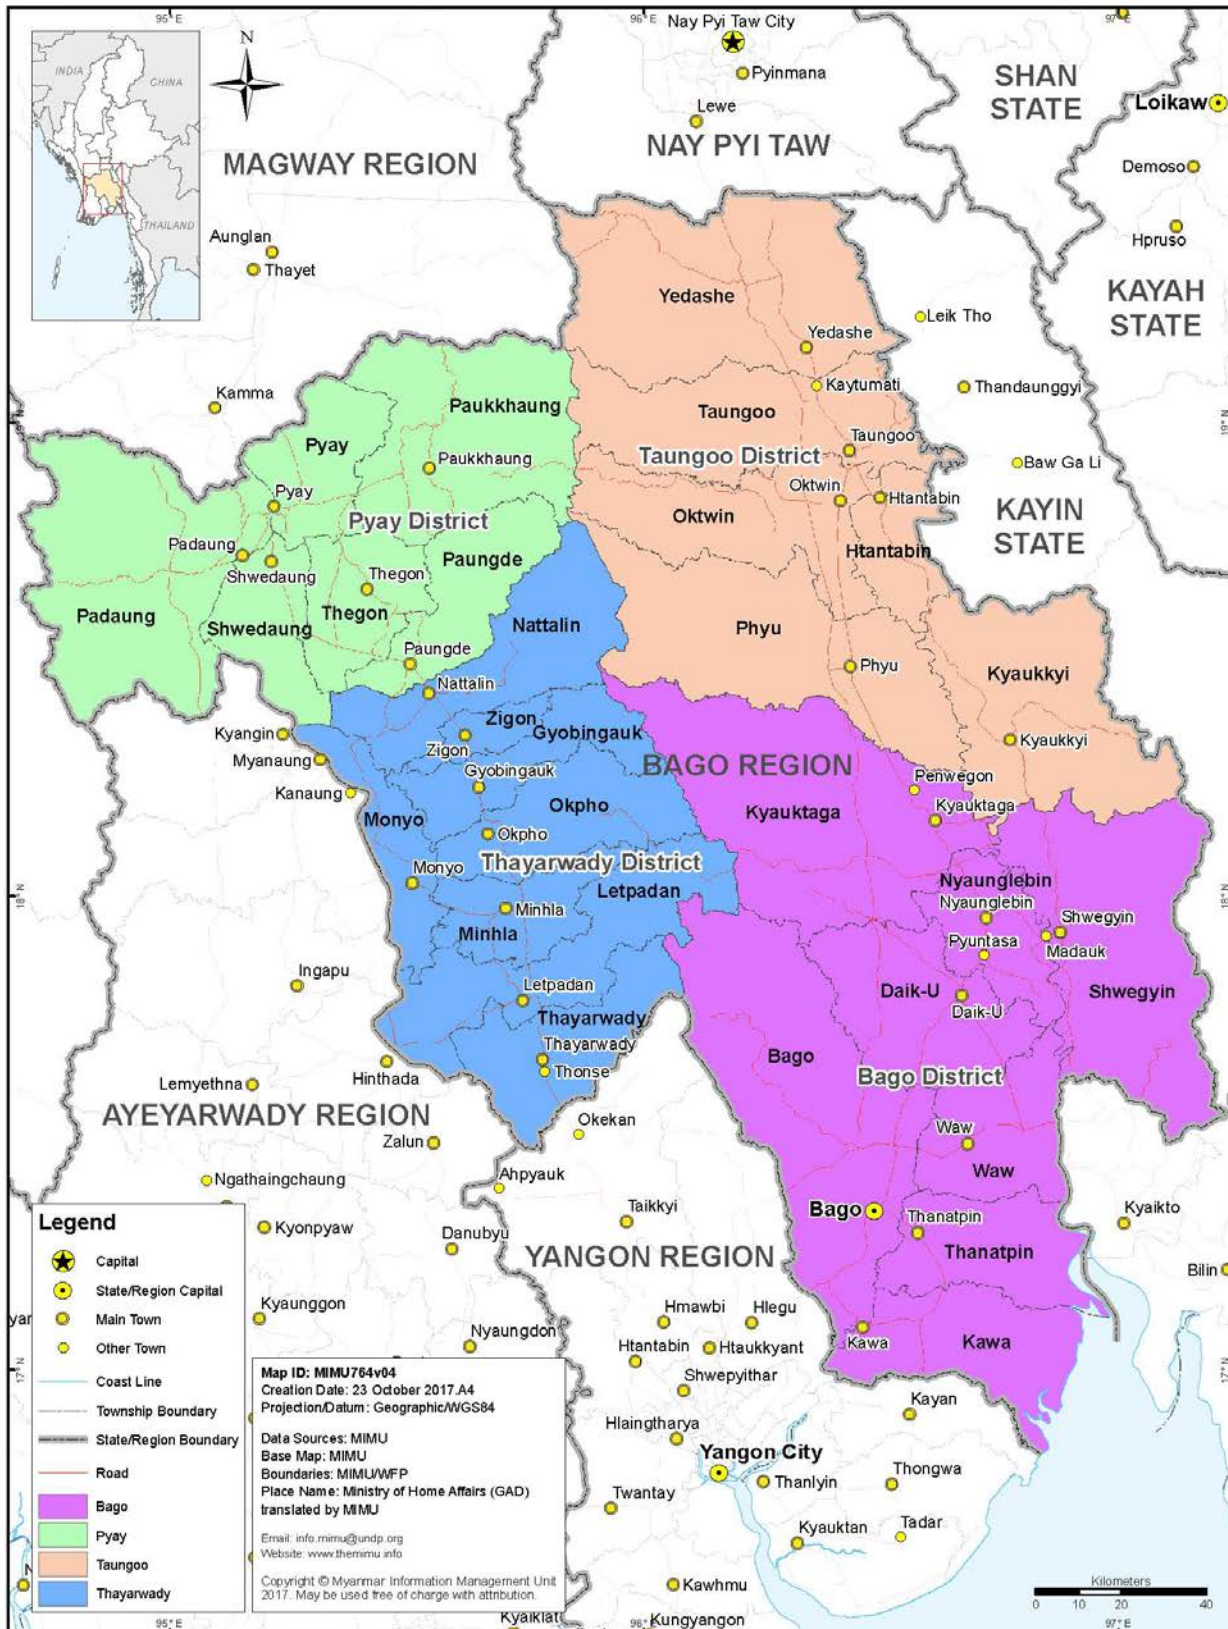 95° E
96° E
97° E
N
INDIA
CHINA
THAILAND
Nay Pyi Taw City
Pyinmana
Lewe
NAY PYI TAW
SHAN
STATE
Loikaw
Demoso
Hpruso
KAYAH
STATE
MAGWAY REGION
Aunglan
Thayet
Kamma
Yedashe
Yedashe
Leik Tho
Kaytumati
Thandaunggyi
19° N
19° N
Paukkhaung
Taungoo
Pyay
Taungoo
Paukkhaung
Taungoo District
Baw Ga Li
Oktwin
Htantabin
Pyay
Pyay District
Oktwin
KAYIN
STATE
Padaung
Shwedaung
Paungde
Htantabin
Thegon
Padaung
Thegon
Shwedaung
Nattalin
Phyu
Paungde
Phyu
Kyaukkyi
Nattalin
Kyangin
Zigon
Gyobingauk
Kyaukkyi
Zigon
Myanaung
Gyobingauk
BAGO REGION
Kanaung
Okpho
Penwegon
Monyo
Kyauktaga
Kyauktaga
Okpho
Thayarwady District
Monyo
Letpadan
Nyaunglebin
18° N
18° N
Minhla
Nyaunglebin
Shwegyin
Minhla
Pyuntasa
Madauk
Ingapu
Letpadan
Daik-U
Shwegyin
Daik-U
Thayarwady
Thayarwady
Bago
Hinthada
Thonse
Bago District
Lemyethna
AYEYARWADY REGION
Okekan
Zalun
Waw
Waw
Ngathaingchaung
Ahpyauk
Bago
Taikkyi
Thanatpin
Kyaikto
Kyonpyaw
Danubyu
YANGON REGION
Thanatpin
Bilin
Kyaunggon
Hmawbi
Hlegu
Nyaungdon
Htantabin
Htaukkyant
Kawa
Kawa
17° N
17° N
Shwepyithar
Kayan
Hlaingtharya
Yangon City
Thanlyin
Thongwa
Twantay
Kyauktan
Tadar
Kawhmu
Kyaiklat
Kungyangon
Legend
Capital
State/Region Capital
Main Town
Other Town
Coast Line
Township Boundary
State/Region Boundary
Road
Bago
Pyay
Taungoo
Thayarwady
Map ID: MIMU764v04
Creation Date: 23 October 2017.A4
Projection/Datum: Geographic/WGS84
Data Sources: MIMU
Base Map: MIMU
Boundaries: MIMU/WFP
Place Name: Ministry of Home Affairs (GAD)
translated by MIMU
Email: info.mimu@undp.org
Website: www.themimu.info
Copyright © Myanmar Information Management Unit
2017. May be used free of charge with attribution.
Kilometers
0 10 20 40
95° E
96° E
97° E